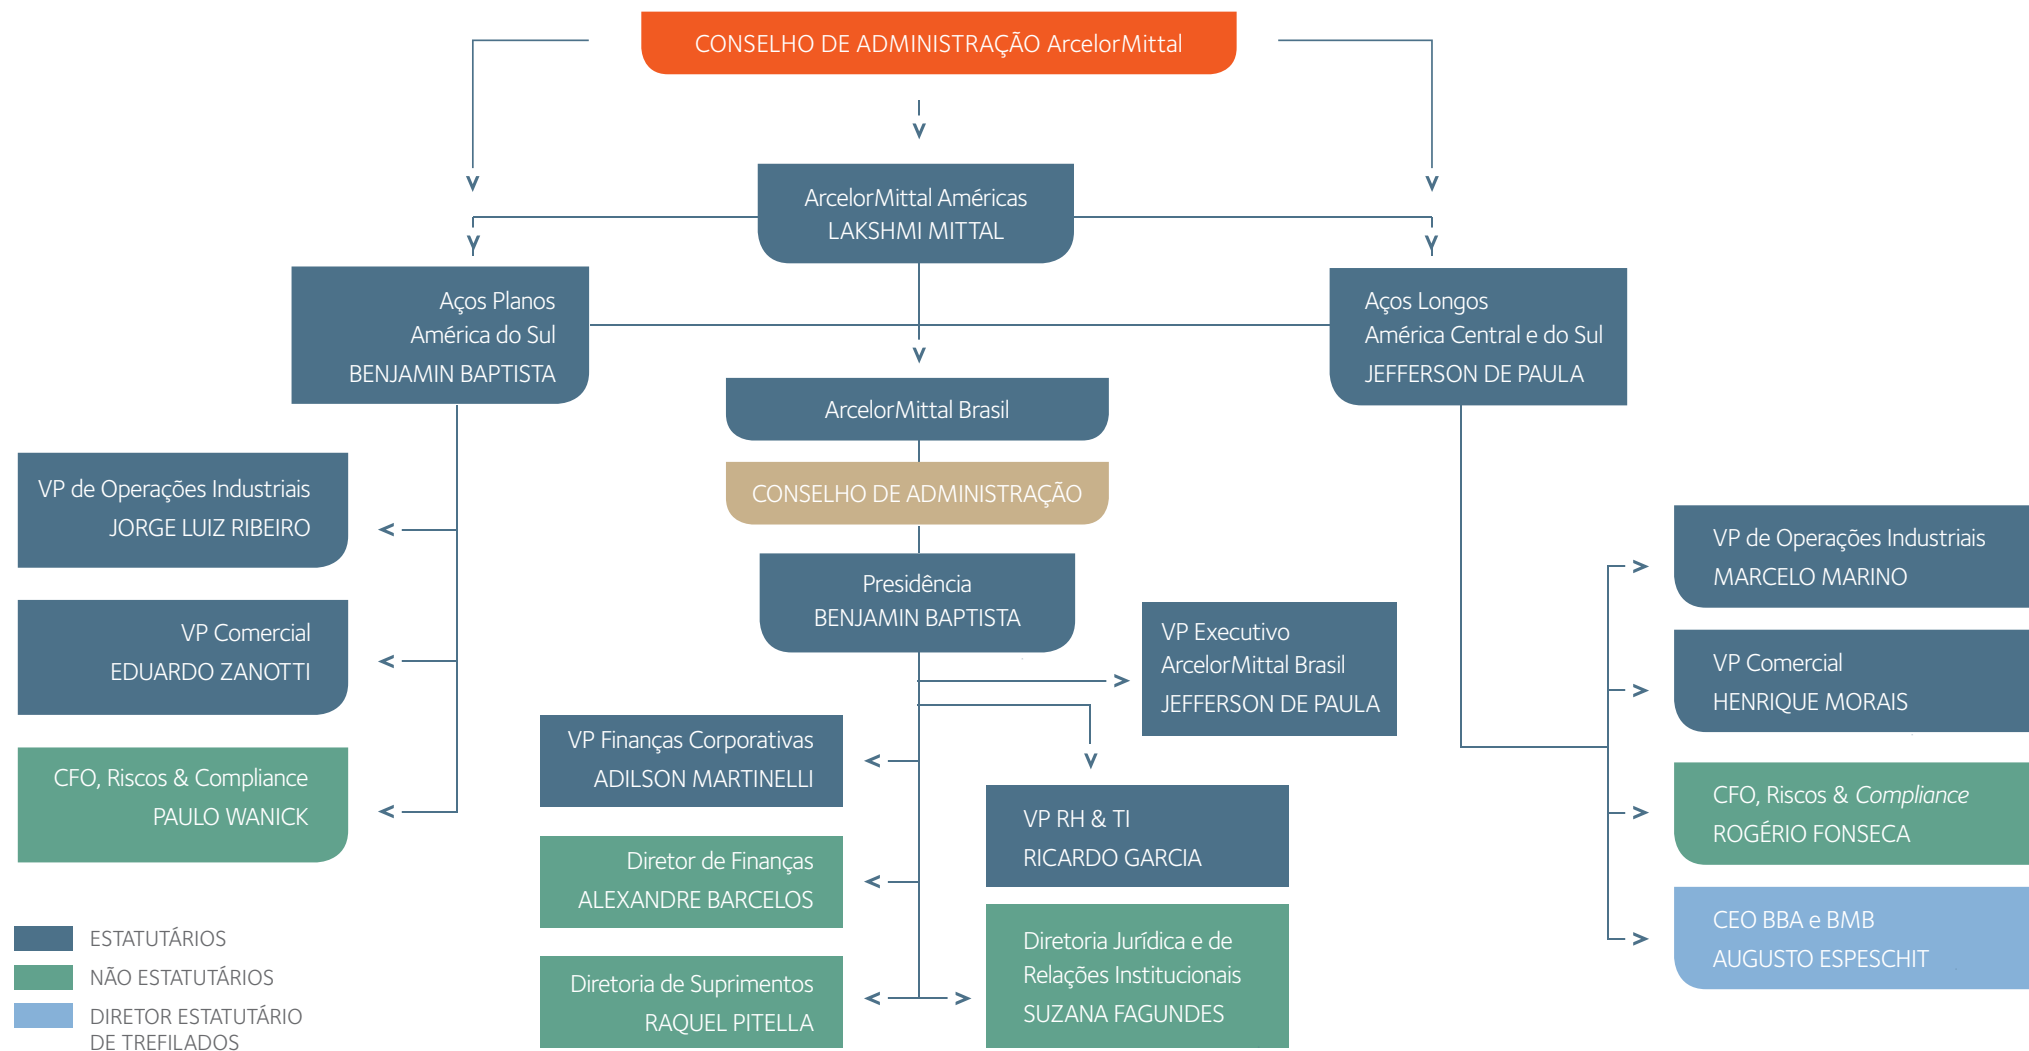 CONSELHO DE ADMINISTRAÇÃO ArcelorMittal
ArcelorMittal Américas
LAKSHMI MITTAL
Aços Planos
América do Sul
BENJAMIN BAPTISTA
Aços Longos
América Central e do Sul
JEFFERSON DE PAULA
ArcelorMittal Brasil
CONSELHO DE ADMINISTRAÇÃO
Presidência
BENJAMIN BAPTISTA
VP de Operações Industriais
JORGE LUIZ RIBEIRO
VP Comercial
EDUARDO ZANOTTI
CFO, Riscos & Compliance
PAULO WANICK
VP Executivo
ArcelorMittal Brasil
JEFFERSON DE PAULA
VP Finanças Corporativas
ADILSON MARTINELLI
VP RH & TI
RICARDO GARCIA
Diretor de Finanças
ALEXANDRE BARCELOS
Diretoria Jurídica e de
Relações Institucionais
SUZANA FAGUNDES
Diretoria de Suprimentos
RAQUEL PITELLA
VP de Operações Industriais
MARCELO MARINO
VP Comercial
HENRIQUE MORAIS
CFO, Riscos & Compliance
ROGÉRIO FONSECA
CEO BBA e BMB
AUGUSTO ESPESCHIT
ESTATUTÁRIOS
NÃO ESTATUTÁRIOS
DIRETOR ESTATUTÁRIO
DE TREFILADOS